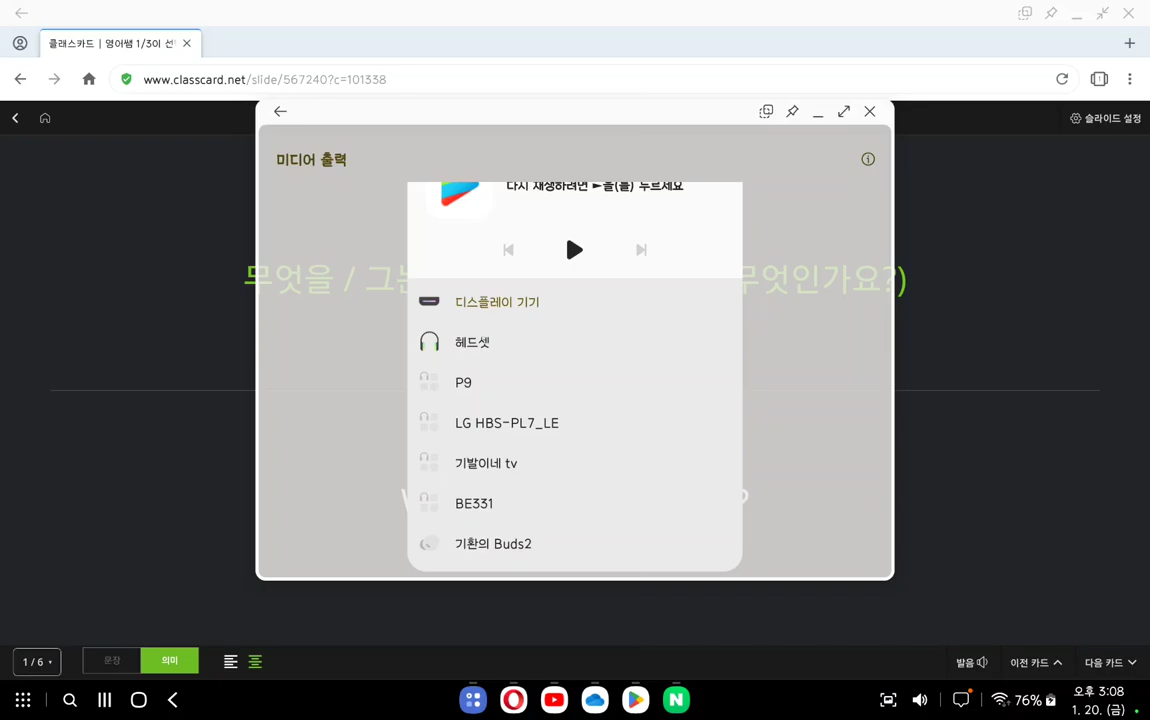 클래스카드 | 영어쌤 1/3이 선
www.classcard.net/slide/567240?c=101338
슬라이드 설정
미디어 출력
다시 재생하려면 ►을(를) 누르세요
무엇을 / 그는 무엇인가요?)
디스플레이 기기
헤드셋
P9
LG HBS-PL7_LE
기발이네 tv
BE331
기환의 Buds2
1 / 6
문장
의미
발음
이전 카드
다음 카드
76%
오후 3:08
1. 20. (금)